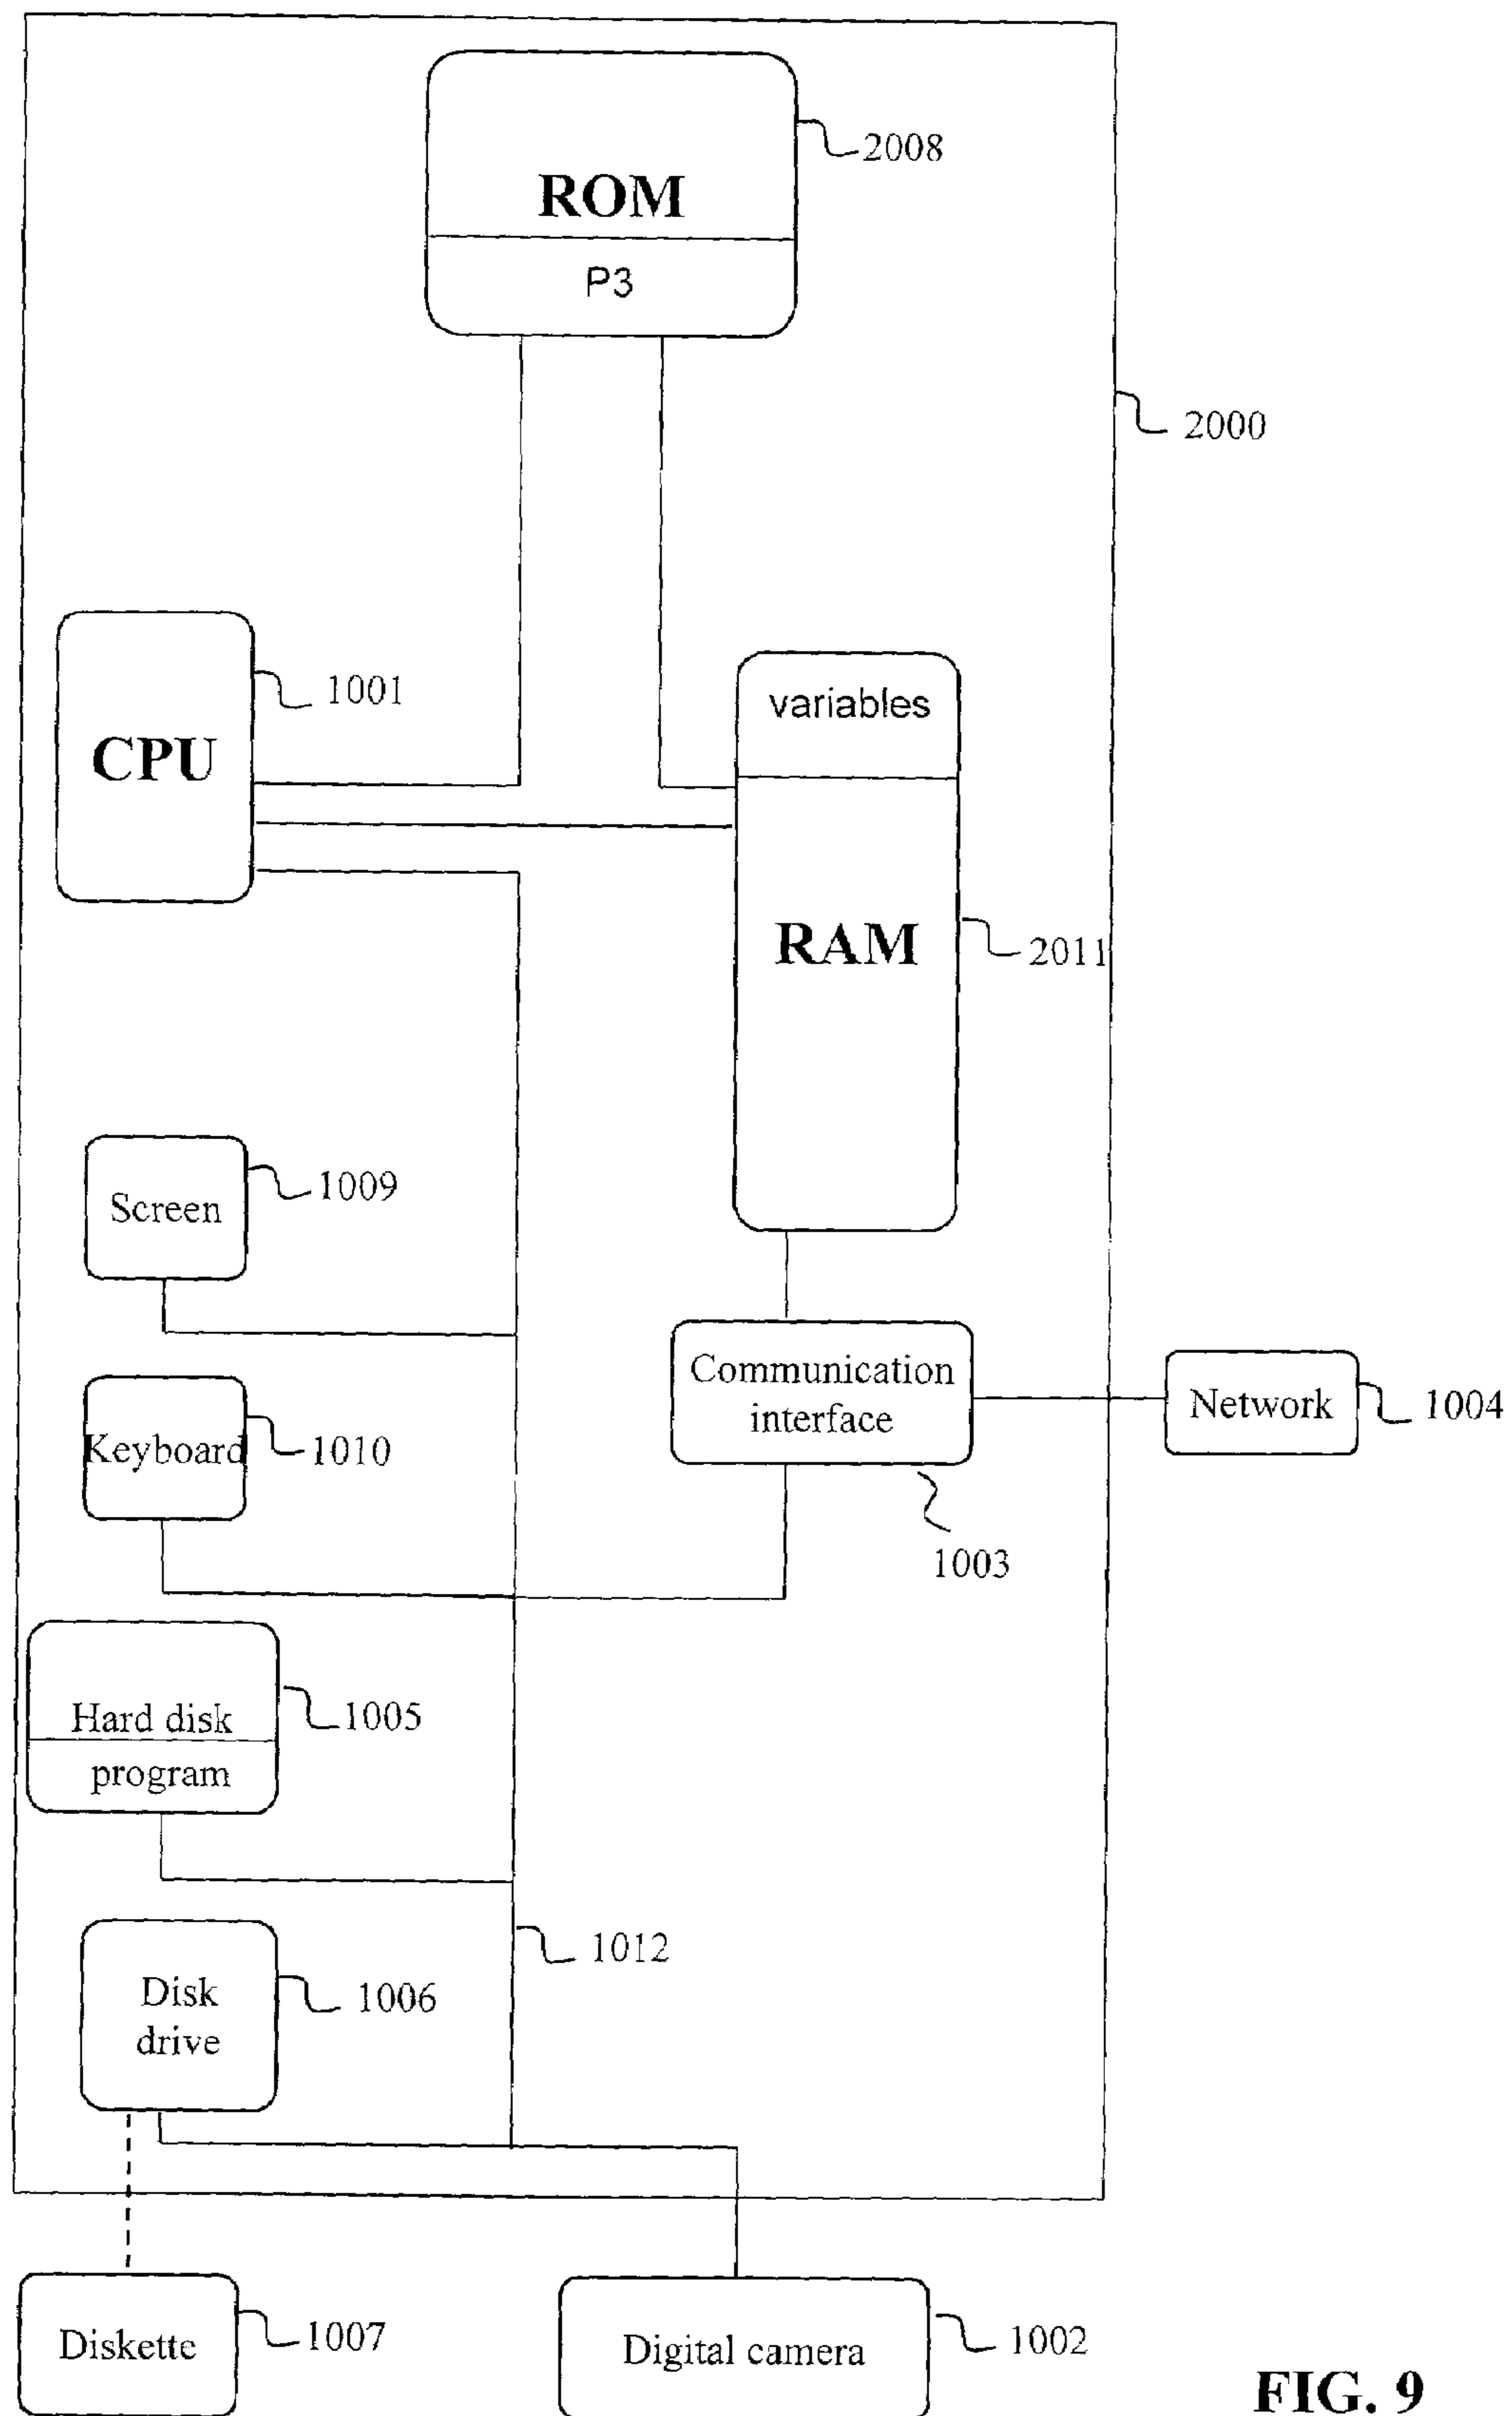 2008
ROM
P3
2000
1001
CPU
variables
RAM
2011
1009
Screen
Communication
interface
Network
1004
Keyboard
1010
1003
Hard disk
1005
program
1012
Disk
drive
1006
Diskette
1007
Digital camera
1002
FIG. 9